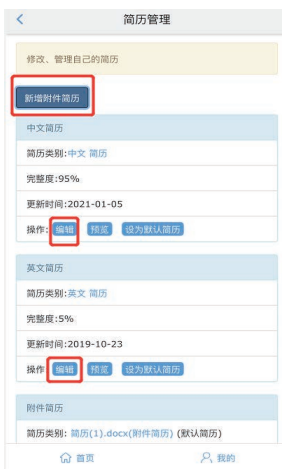 简历管理
修改、管理自己的简历
新增附件简历
中文简历
简历类别:中文 简历
完整度:95%
更新时间:2021-01-05
操作: 编辑 预览 设为默认简历
英文简历
简历类别:英文 简历
完整度:5%
更新时间:2019-10-23
操作 编辑 预览 设为默认简历
附件简历
简历类别: 简历(1).docx(附件简历) (默认简历)
首页 我的